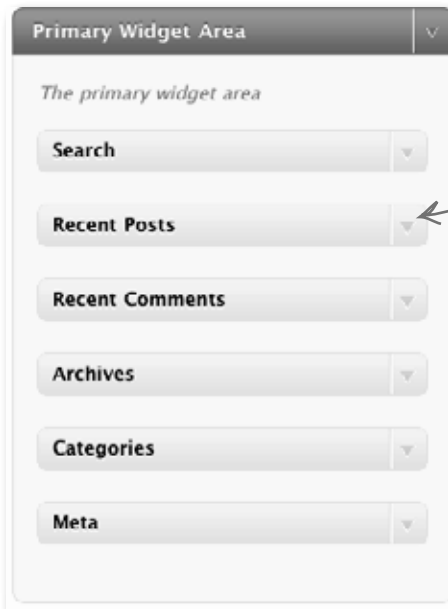 Primary Widget Area
The primary widget area
Search
Recent Posts
Recent Comments
Archives
Categories
Meta